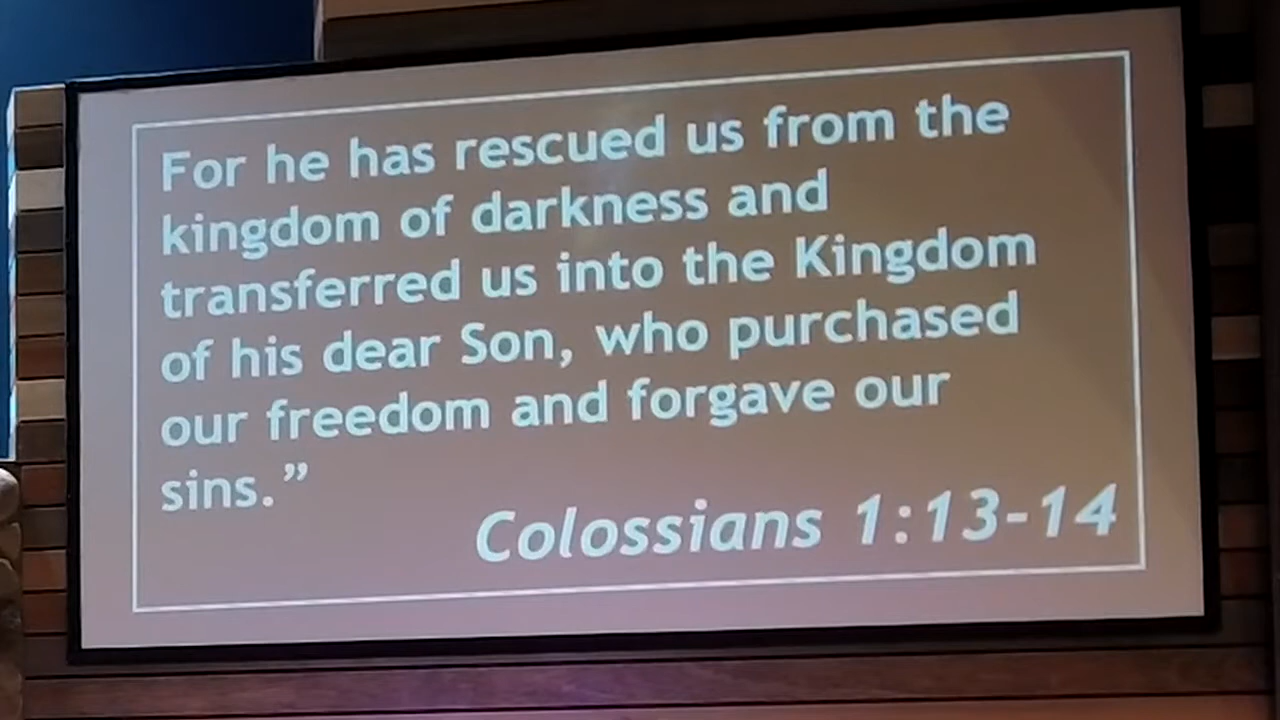 For he has rescued us from the
kingdom of darkness and
transferred us into the Kingdom
of his dear Son, who purchased
our freedom and forgave our
sins.”
Colossians 1:13-14